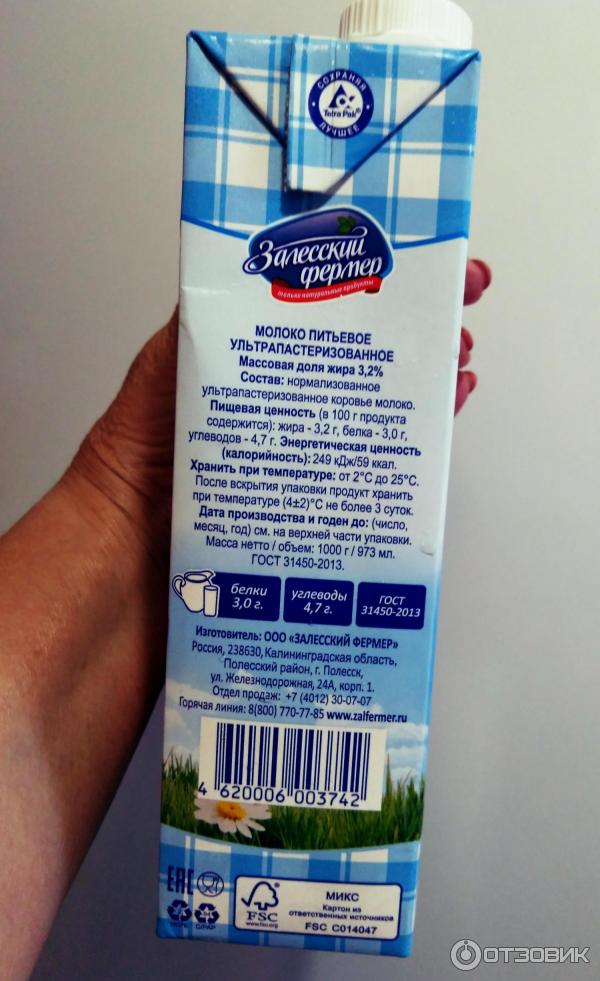 СОХРАНЯЯ
Tetra Pak®
ЛУЧШЕЕ
Залесский
фермер
только натуральные продукты
МОЛОКО ПИТЬЕВОЕ
УЛЬТРАПАСТЕРИЗОВАННОЕ
Массовая доля жира 3,2%
Состав: нормализованное
ультрапастеризованное коровье молоко.
Пищевая ценность (в 100 г продукта
содержится): жира - 3,2 г, белка - 3,0 г,
углеводов - 4,7 г. Энергетическая ценность
(калорийность): 249 кДж/59 ккал.
Хранить при температуре: от 2°С до 25°С.
После вскрытия упаковки продукт хранить
при температуре (4±2)°С не более 3 суток.
Дата производства и годен до: (число,
месяц, год) см. на верхней части упаковки.
Масса нетто / объем: 1000 г / 973 мл.
ГОСТ 31450-2013.
белки
3,0 г.
углеводы
4,7 г.
ГОСТ
31450-2013
Изготовитель: ООО «ЗАЛЕССКИЙ ФЕРМЕР»
Россия, 238630, Калининградская область,
Полесский район, г. Полесск,
ул. Железнодорожная, 24А, корп. 1.
Отдел продаж: +7 (4012) 30-07-07
Горячая линия: 8(800) 770-77-85 www.zalfermer.ru
4 620006 003742
EAC
C/PAP
FSC
www.fsc.org
МИКС
Картон из
ответственных источников
FSC C014047
ОТЗОВИК